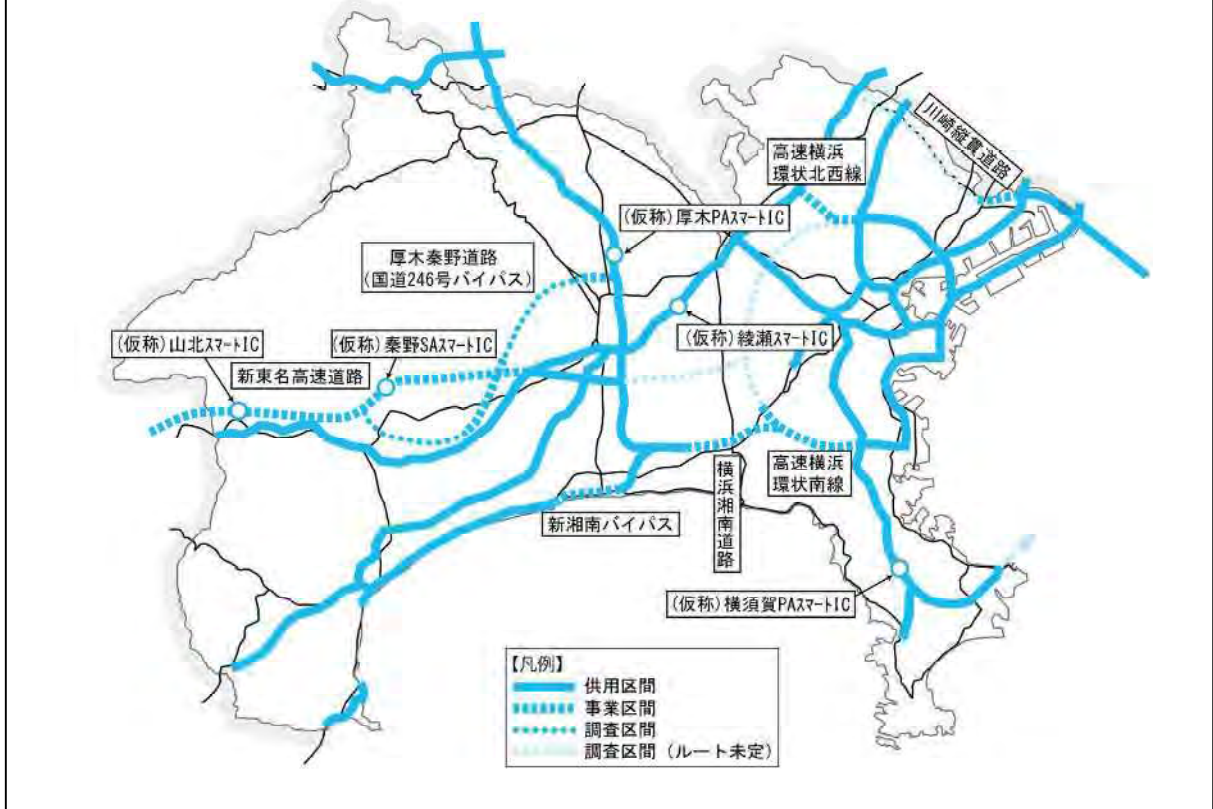 川崎縦貫道路
高速横浜
環状北西線
(仮称)厚木PAスマートIC
厚木秦野道路
(国道246号バイパス)
(仮称)綾瀬スマートIC
(仮称)山北スマートIC
(仮称)秦野SAスマートIC
新東名高速道路
高速横浜
環状南線
横浜湘南道路
新湘南バイパス
(仮称)横須賀PAスマートIC
【凡例】
供用区間
事業区間
調査区間
調査区間(ルート未定)